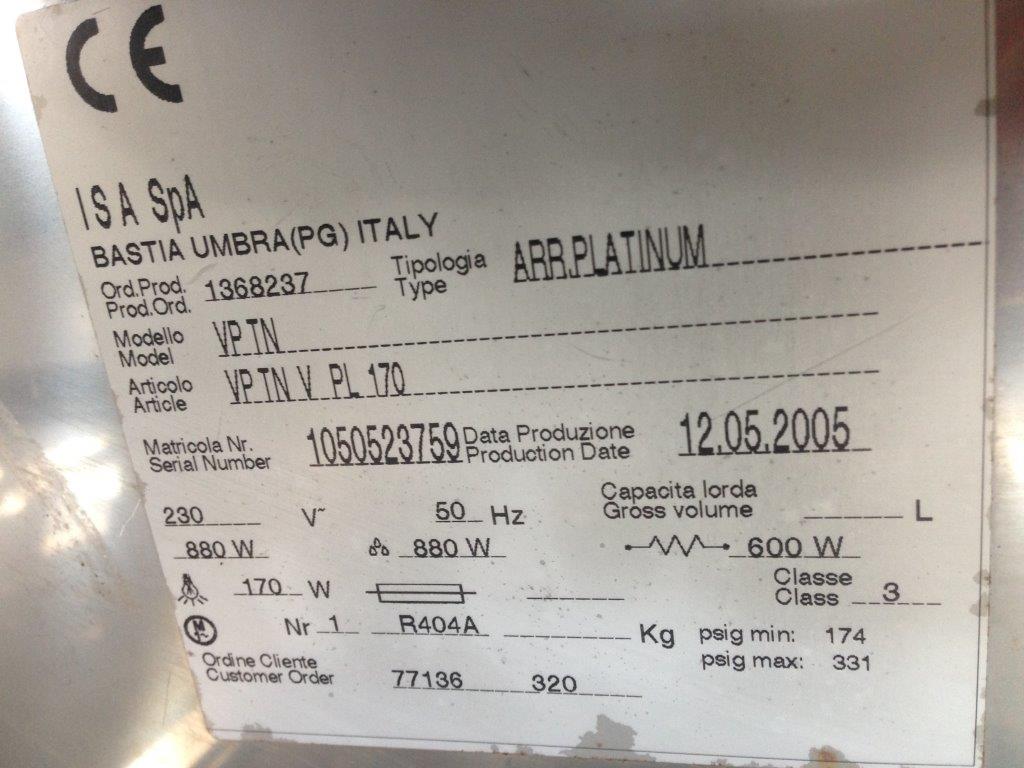 CE
ISA SpA
BASTIA UMBRA(PG) ITALY
Ord.Prod.
Prod.Ord. 1368237
Tipologia
Type ARR.PLATINUM
Modello
Model VP TN
Articolo
Article VP TN V PL 170
Matricola Nr.
Serial Number 1050523759
Data Produzione
Production Date 12.05.2005
230 V~ 50 Hz
Capacita lorda
Gross volume L
880 W 880 W 600 W
170 W
Classe
Class 3
Nr 1 R404A Kg psig min: 174
psig max: 331
Ordine Cliente
Customer Order 77136 320